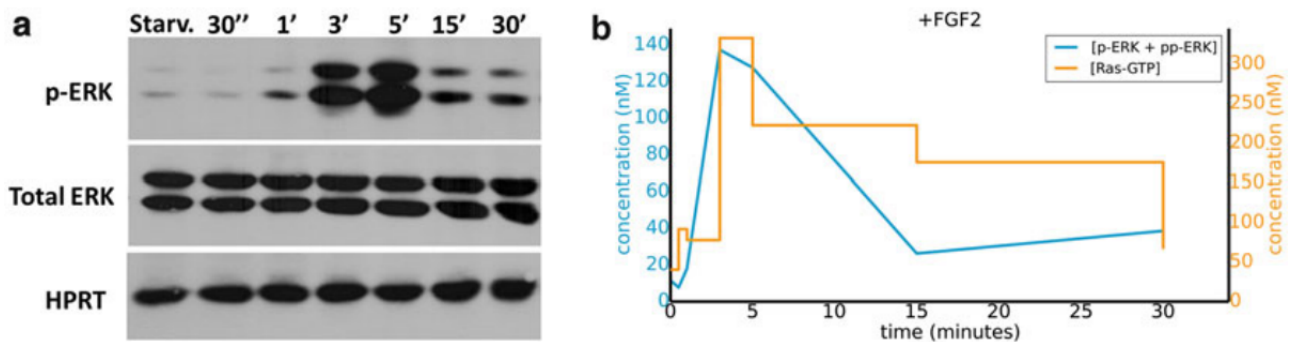 a
Starv. 30'' 1' 3' 5' 15' 30'
p-ERK
Total ERK
HPRT
b
+FGF2
[p-ERK + pp-ERK]
[Ras-GTP]
concentration (nM)
140
120
100
80
60
40
20
0
300
250
200
150
100
50
0
concentration (nM)
0 5 10 15 20 25 30
time (minutes)